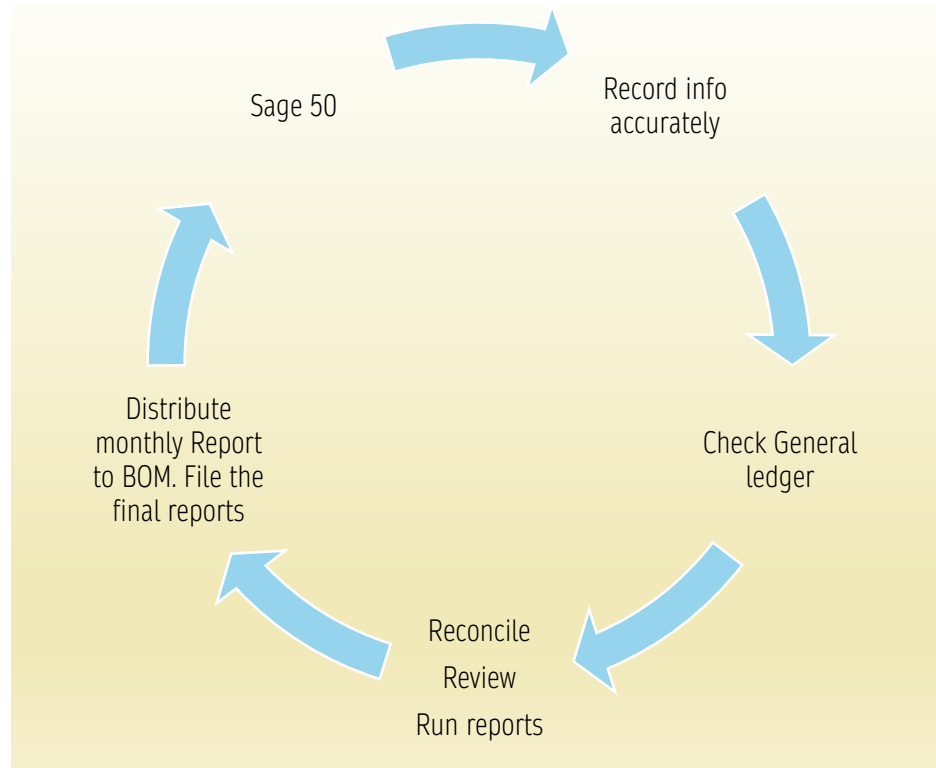 Sage 50
Record info
accurately
Check General
ledger
Reconcile
Review
Run reports
Distribute
monthly Report
to BOM. File the
final reports